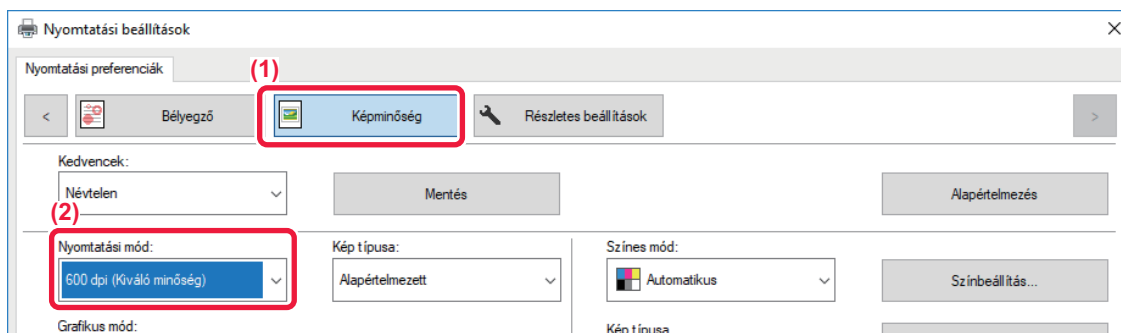 Nyomtatási beállítások
Nyomtatási preferenciák
(1)
< Bélyegző Képminőség Részletes beállítások >
Kedvencek:
Névtelen Mentés Alapértelmezés
(2)
Nyomtatási mód: Kép típusa: Színes mód:
600 dpi (Kiváló minőség) Alapértelmezett Automatikus Színbeállítás...
Grafikus mód: Kép típusa